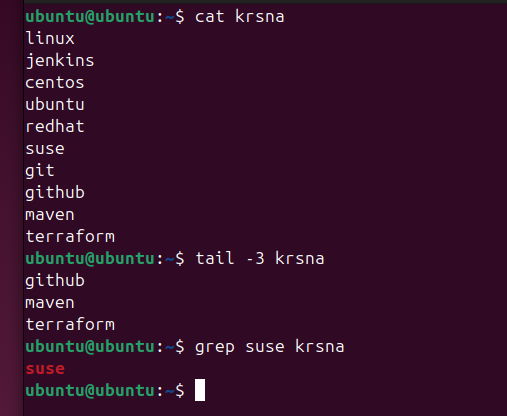 ubuntu@ubuntu:~$ cat krsna
linux
jenkins
centos
ubuntu
redhat
suse
git
github
maven
terraform
ubuntu@ubuntu:~$ tail -3 krsna
github
maven
terraform
ubuntu@ubuntu:~$ grep suse krsna
suse
ubuntu@ubuntu:~$